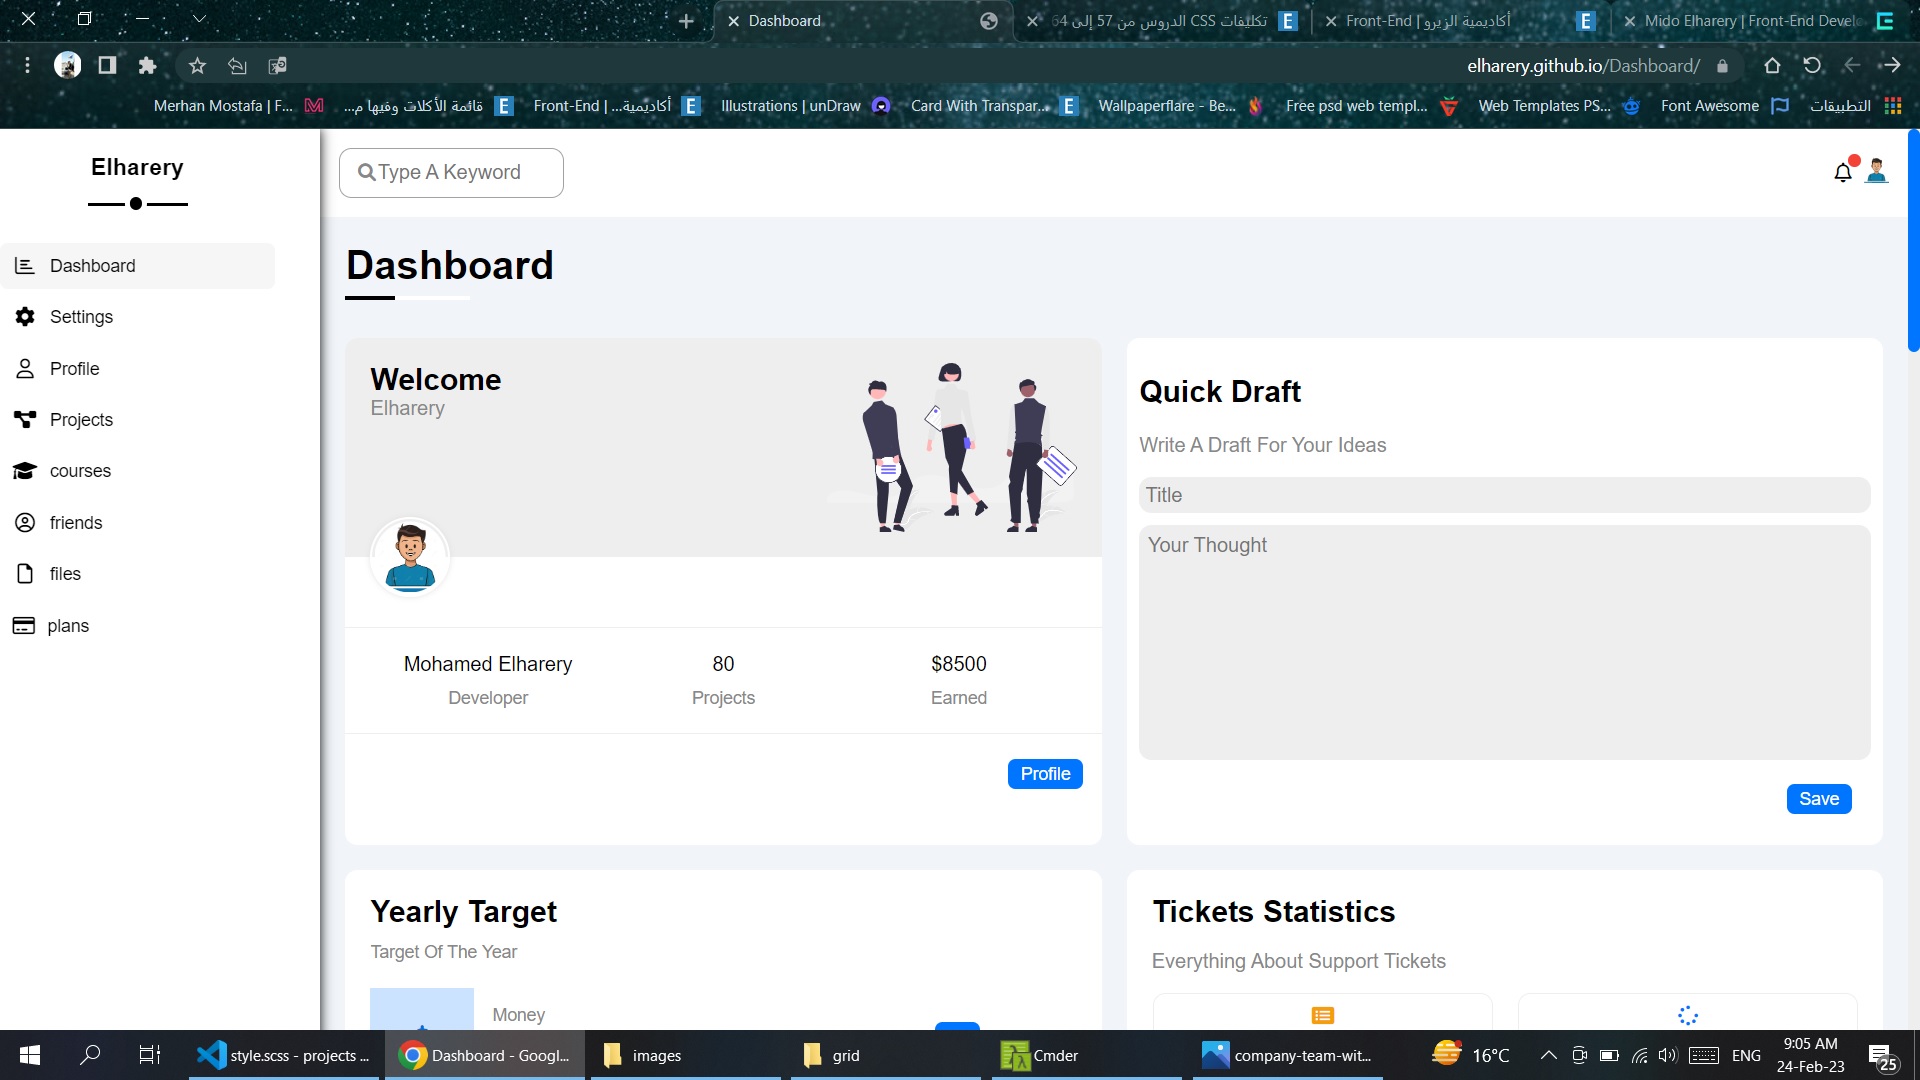 Dashboard
تكليفات CSS الدروس من 57 إلى 64
Front-End | أكاديمية الزيرو
Mido Elharery | Front-End Develo
elharery.github.io/Dashboard/
Merhan Mostafa | F...
قائمة الأكلات وفيها م...
Front-End | أكاديمية...
Illustrations | unDraw
Card With Transpar...
Wallpaperflare - Be...
Free psd web templ...
Web Templates PS...
Font Awesome
التطبيقات
Elharery
Type A Keyword
Dashboard
Settings
Profile
Projects
courses
friends
files
plans
Dashboard
Welcome
Elharery
Mohamed Elharery
Developer
80
Projects
$8500
Earned
Profile
Quick Draft
Write A Draft For Your Ideas
Title
Your Thought
Save
Yearly Target
Target Of The Year
Money
Tickets Statistics
Everything About Support Tickets
style.scss - projects ...
Dashboard - Googl...
images
grid
Cmder
company-team-wit...
16°C
ENG
9:05 AM
24-Feb-23
25